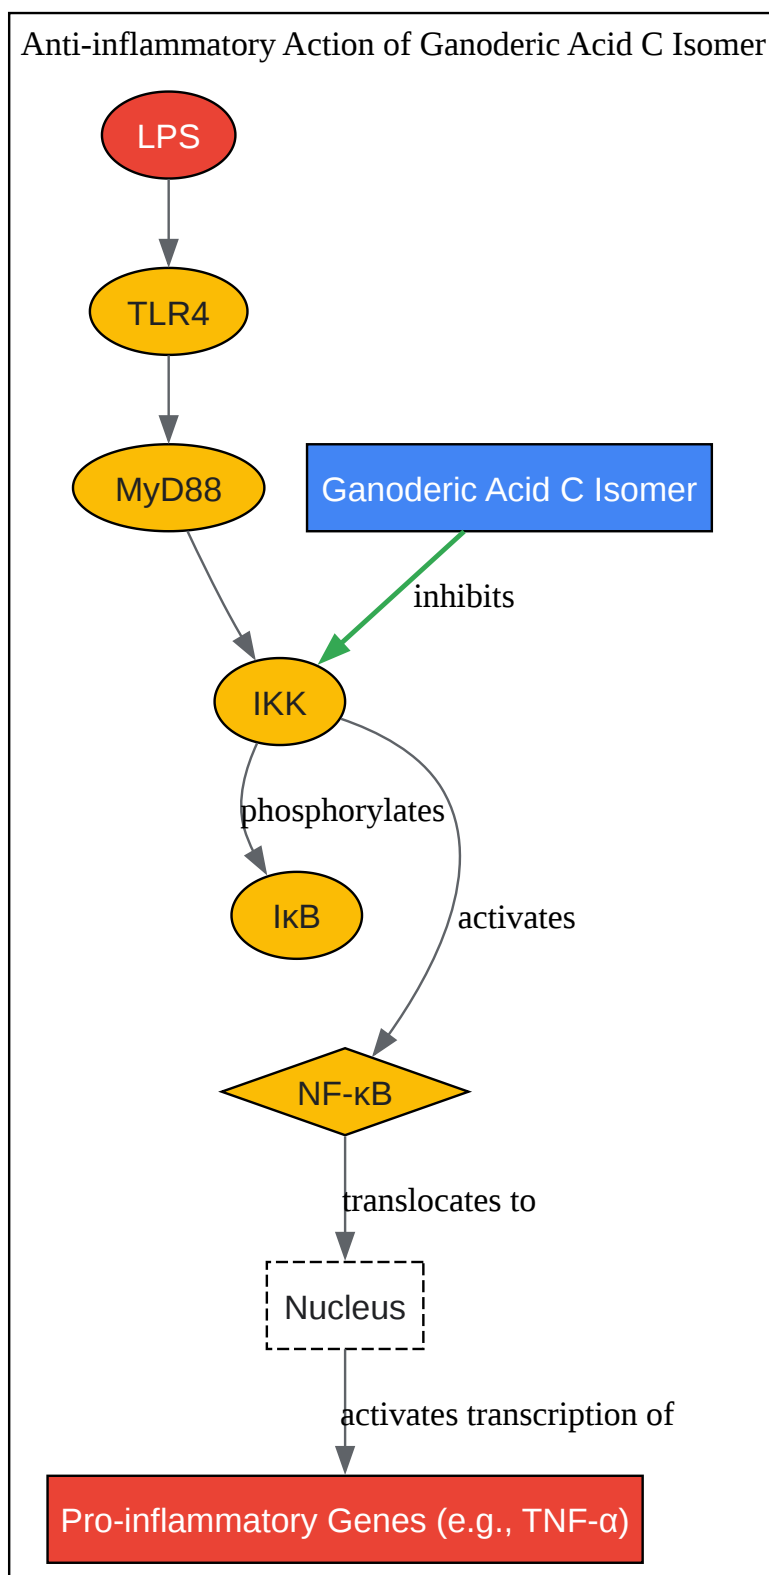 Anti-inflammatory Action of Ganoderic Acid C Isomer
LPS
TLR4
MyD88
Ganoderic Acid C Isomer
inhibits
IKK
phosphorylates
IκB
activates
NF-κB
translocates to
Nucleus
activates transcription of
Pro-inflammatory Genes (e.g., TNF-α)